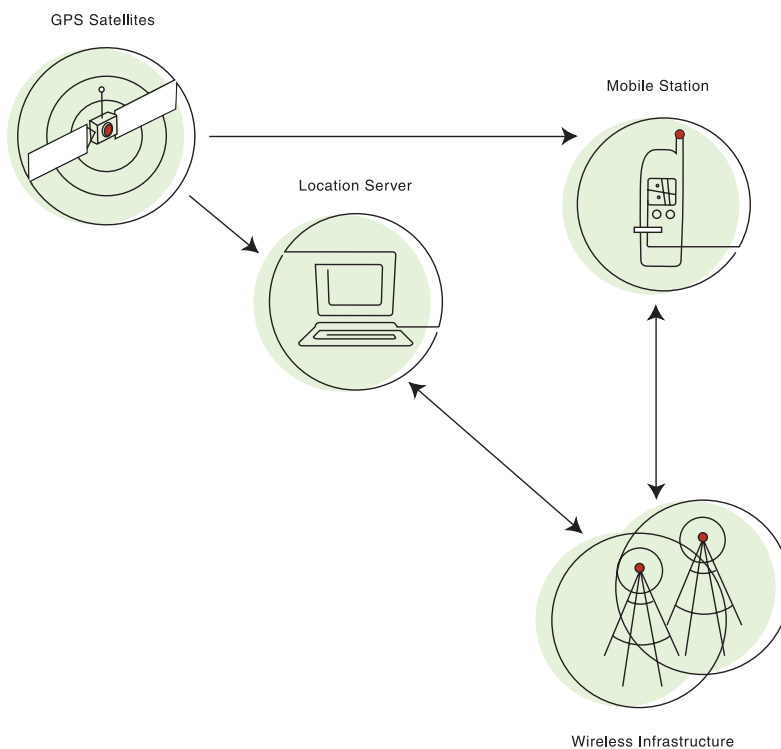 GPS Satellites
Mobile Station
Location Server
Wireless Infrastructure